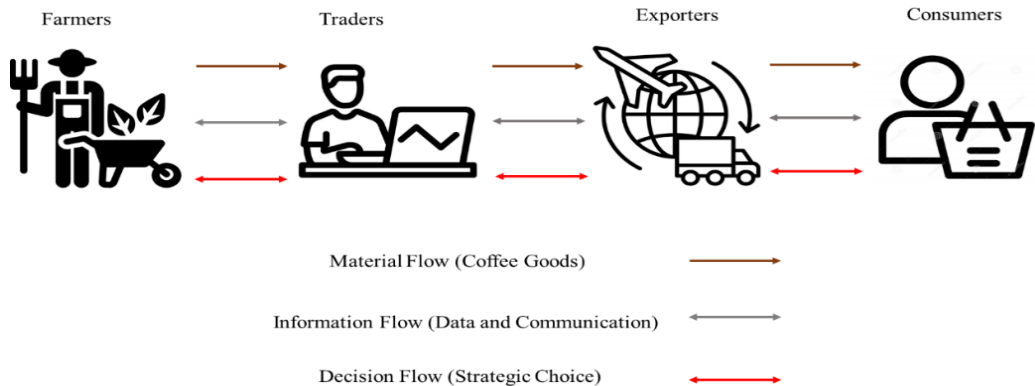 Farmers
Traders
Exporters
Consumers
Material Flow (Coffee Goods)
Information Flow (Data and Communication)
Decision Flow (Strategic Choice)